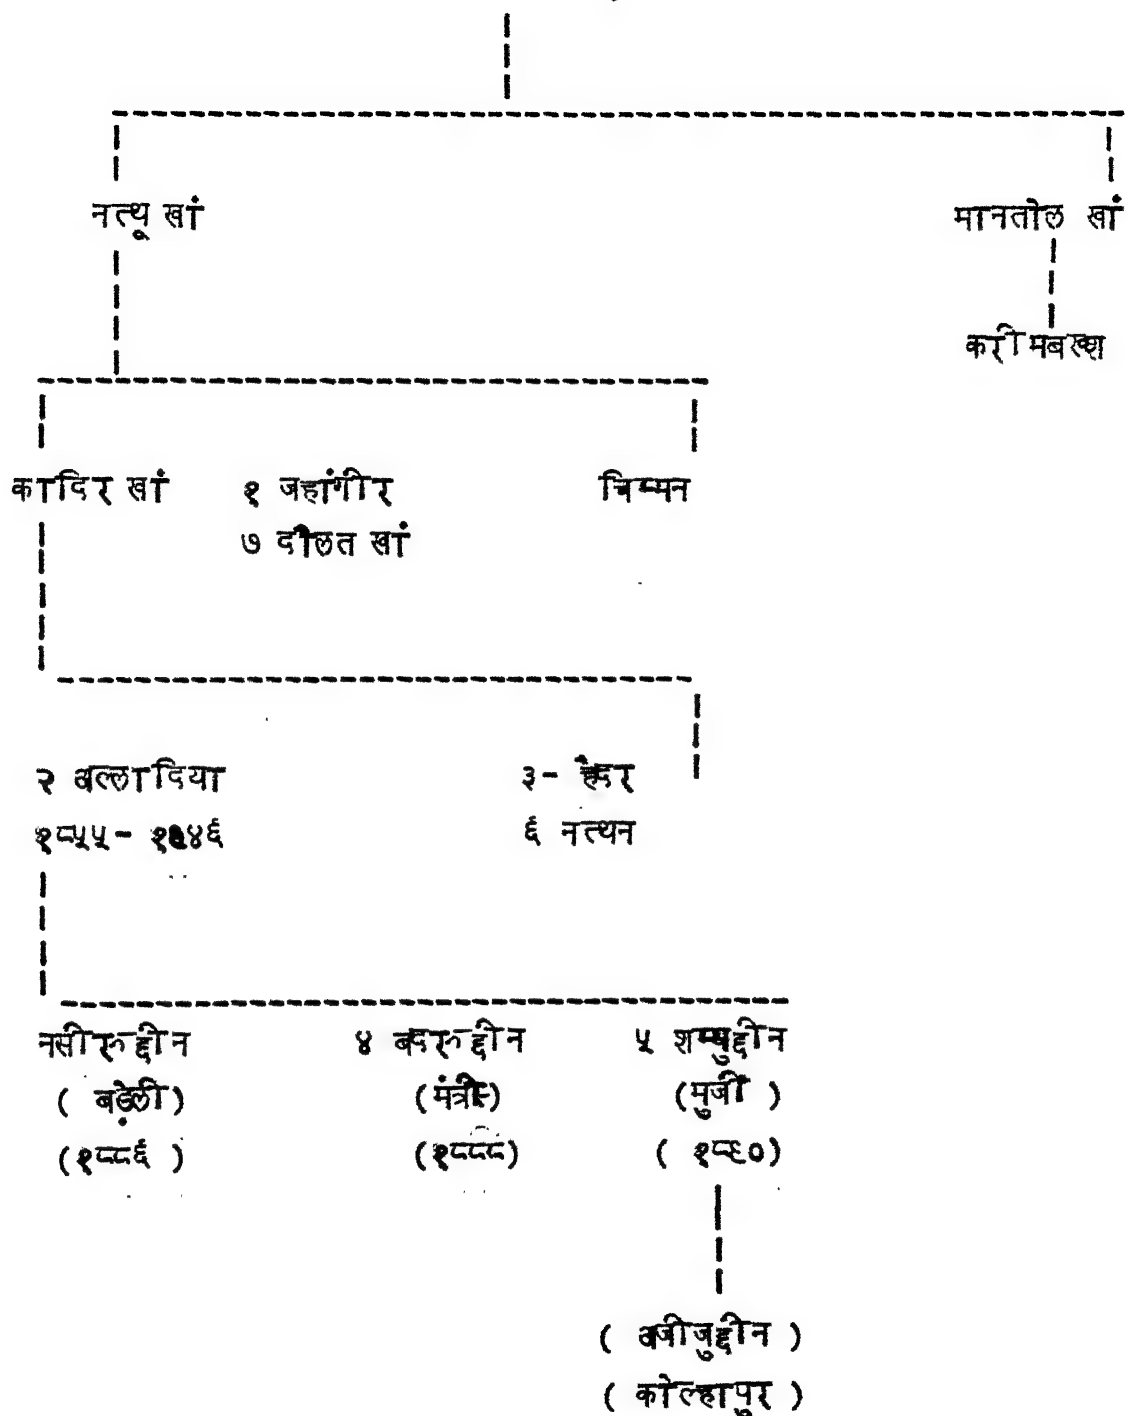 नत्थू खां मानतोल खां
करीमबख्श
कादिर खां १ जहांगीर चिम्मन
७ दौलत खां
२ अल्लादिया ३- हैदर
१८५५- १९४६ ६ नत्थन
नसीरुद्दीन ४ बदरुद्दीन ५ शम्सुद्दीन
( बड़ेली) (मंत्री) (मुर्जी )
(१८८६ ) (१८८८) ( १८९०)
( अजीजुद्दीन )
( कोल्हापुर )